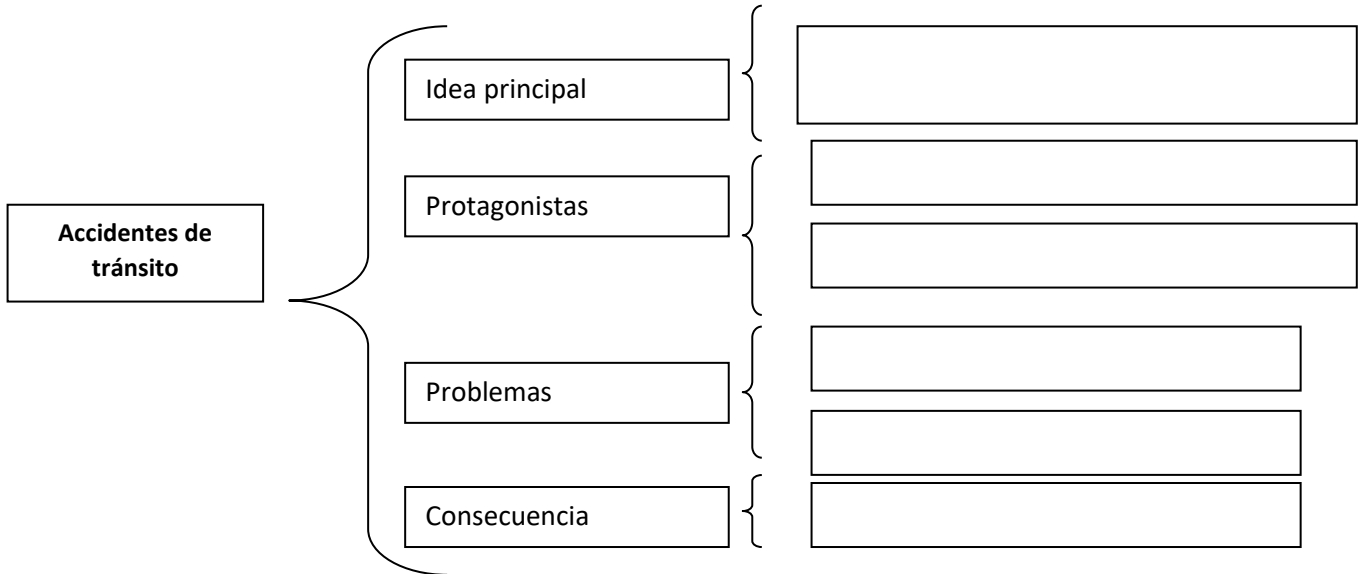 Idea principal
Protagonistas
Accidentes de
tránsito
Problemas
Consecuencia